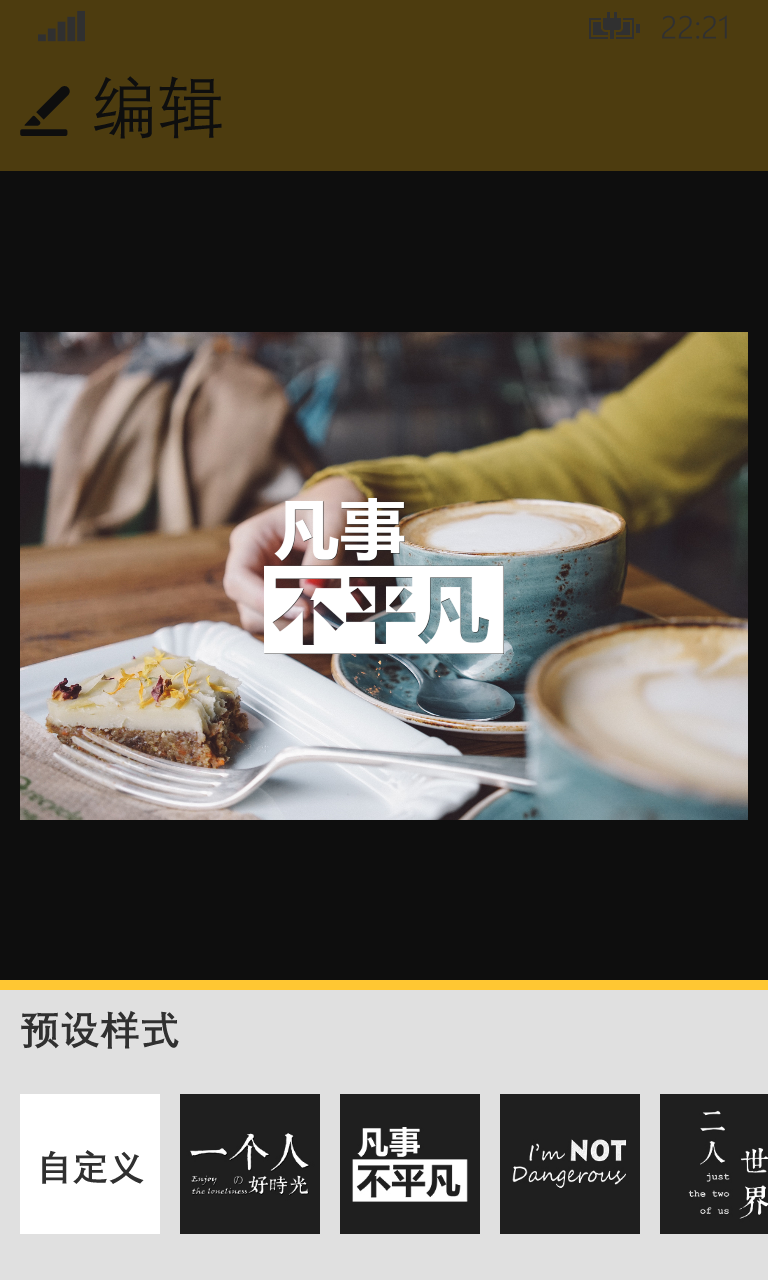 22:21
编辑
凡事
不平凡
预设样式
自定义
一个人
Enjoy の 好時光
the loneliness
凡事
不平凡
I'm NOT
Dangerous
二人
世界
just
the two
of us